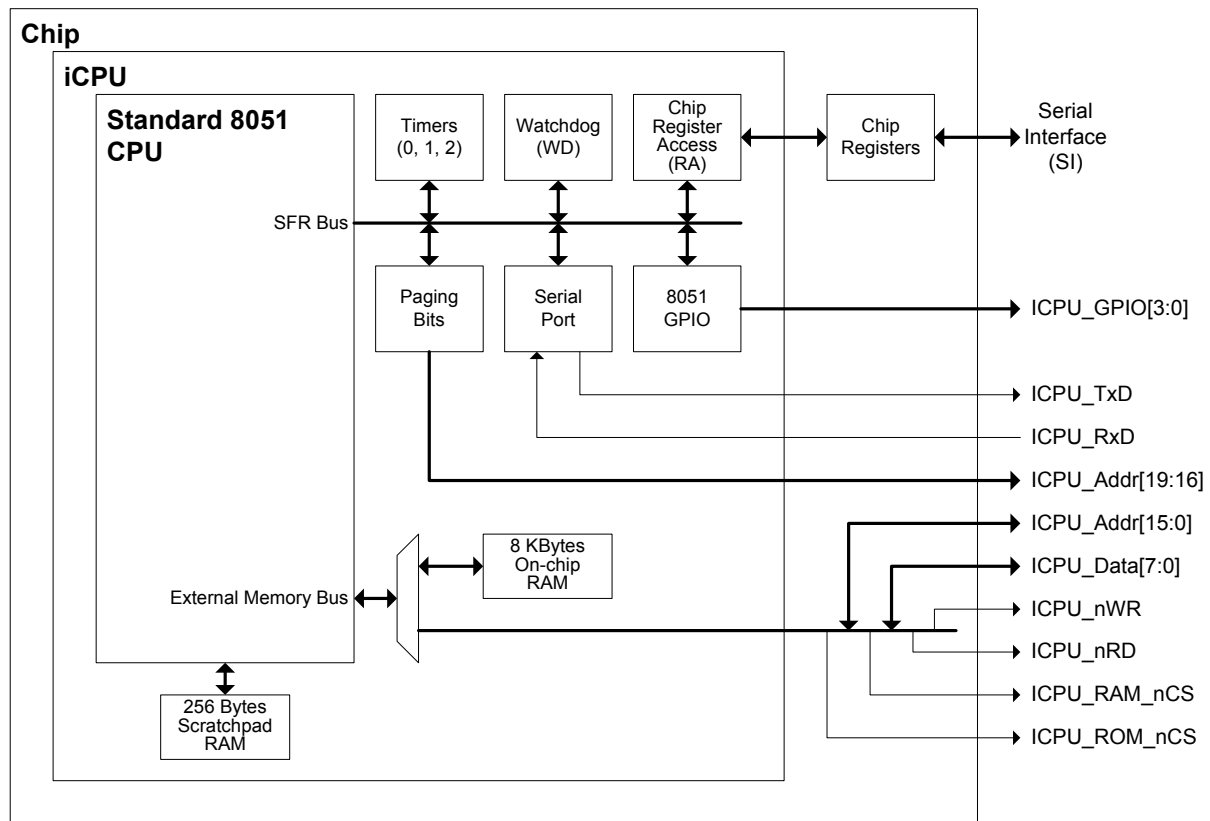 Chip
iCPU
Standard 8051
CPU
Timers
(0, 1, 2)
Watchdog
(WD)
Chip
Register
Access
(RA)
Chip
Registers
Serial
Interface
(SI)
SFR Bus
Paging
Bits
Serial
Port
8051
GPIO
ICPU_GPIO[3:0]
ICPU_TxD
ICPU_RxD
ICPU_Addr[19:16]
ICPU_Addr[15:0]
8 KBytes
On-chip
RAM
ICPU_Data[7:0]
External Memory Bus
ICPU_nWR
ICPU_nRD
ICPU_RAM_nCS
256 Bytes
Scratchpad
RAM
ICPU_ROM_nCS